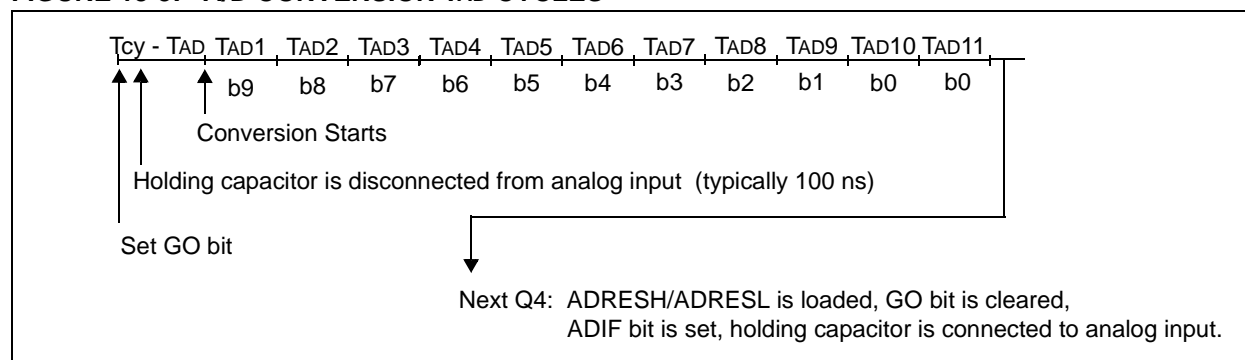 Tcy - TAD TAD1 TAD2 TAD3 TAD4 TAD5 TAD6 TAD7 TAD8 TAD9 TAD10 TAD11
b9 b8 b7 b6 b5 b4 b3 b2 b1 b0 b0
Conversion Starts
Holding capacitor is disconnected from analog input (typically 100 ns)
Set GO bit
Next Q4: ADRESH/ADRESL is loaded, GO bit is cleared,
ADIF bit is set, holding capacitor is connected to analog input.